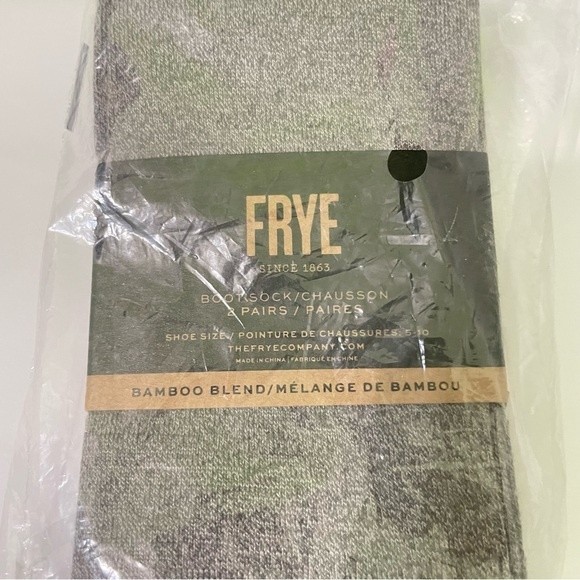 FRYE
SINCE 1863
BOOT SOCK/CHAUSSON
2 PAIRS / PAIRES
SHOE SIZE / POINTURE DE CHAUSSURES: 5-10
THEFRYECOMPANY.COM
MADE IN CHINA | FABRIQUÉ EN CHINE
BAMBOO BLEND/MÉLANGE DE BAMBOU